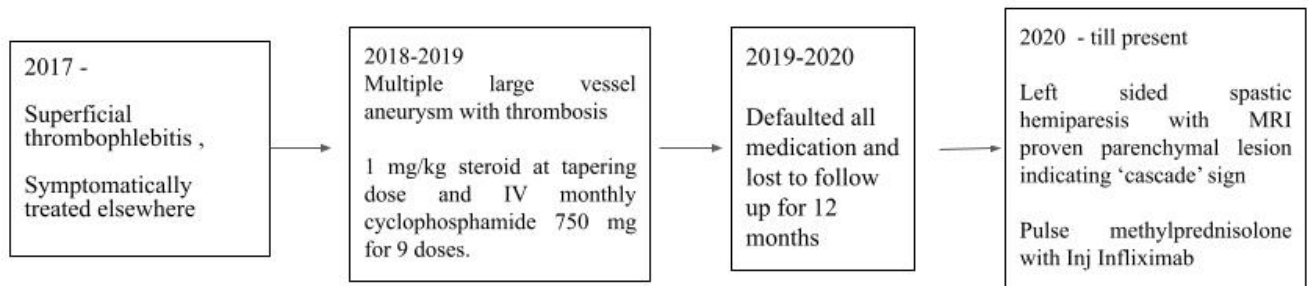 2017 -
Superficial
thrombophlebitis ,
Symptomatically
treated elsewhere
2018-2019
Multiple large vessel
aneurysm with thrombosis
1 mg/kg steroid at tapering
dose and IV monthly
cyclophosphamide 750 mg
for 9 doses.
2019-2020
Defaulted all
medication and
lost to follow
up for 12
months
2020 - till present
Left sided spastic
hemiparesis with MRI
proven parenchymal lesion
indicating ‘cascade’ sign
Pulse methylprednisolone
with Inj Infliximab